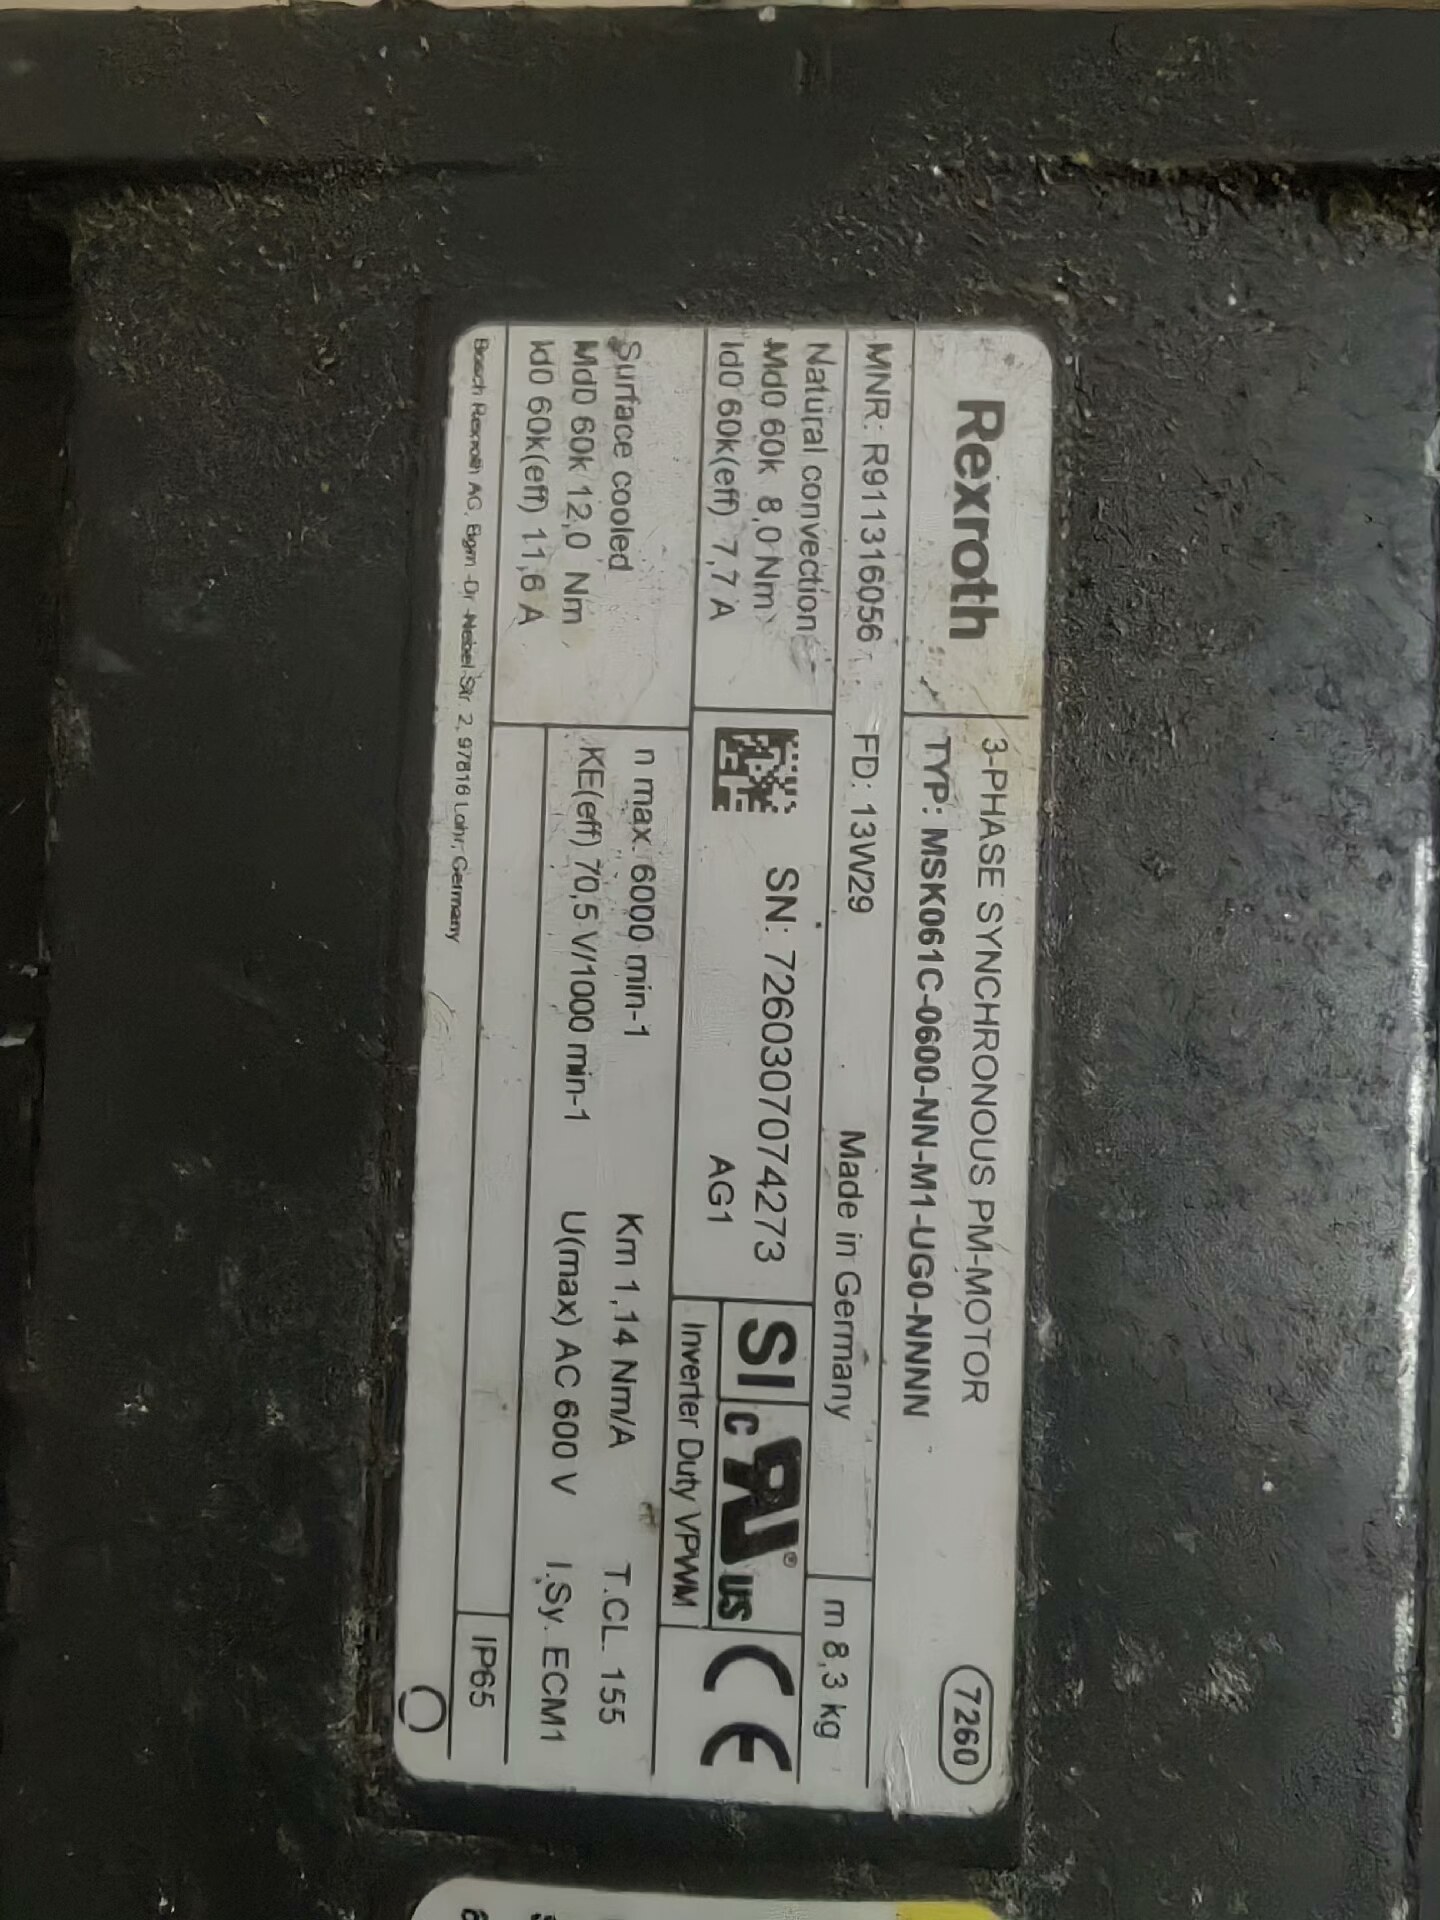 Rexroth
3-PHASE SYNCHRONOUS PM-MOTOR
7260
TYP: MSK061C-0600-NN-M1-UG0-NNNN
MNR: R911316056 FD: 13W29 Made in Germany m 8,3 kg
Natural convection
Md0 60k 8,0 Nm
Id0 60k(eff) 7,7 A
SN: 7260307074273
AG1
SI
c UL US
®
CE
Inverter Duty VPWM
Surface cooled
Md0 60k 12,0 Nm
Id0 60k(eff) 11,6 A
n max. 6000 min-1 Km 1,14 Nm/A T.CL. 155
KE(eff) 70,5 V/1000 min-1 U(max) AC 600 V I.Sy. ECM1
IP65
Bosch Rexroth AG, Bgm.-Dr.-Nebel-Str. 2, 97816 Lohr, Germany